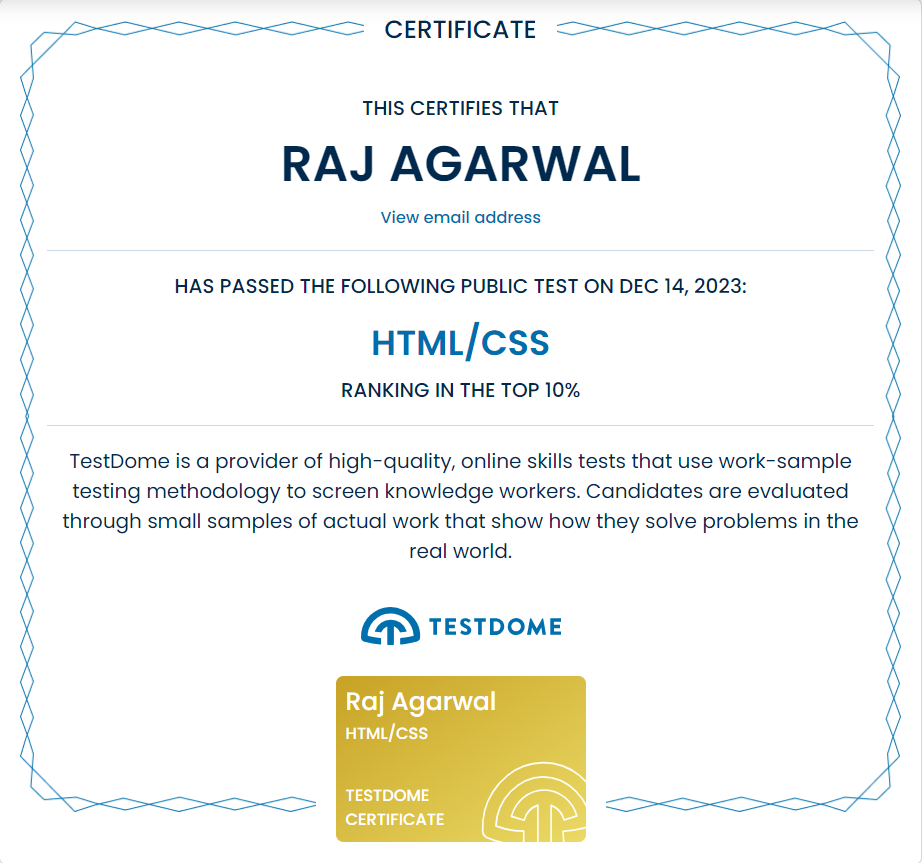 CERTIFICATE
THIS CERTIFIES THAT
RAJ AGARWAL
View email address
HAS PASSED THE FOLLOWING PUBLIC TEST ON DEC 14, 2023:
HTML/CSS
RANKING IN THE TOP 10%
TestDome is a provider of high-quality, online skills tests that use work-sample
testing methodology to screen knowledge workers. Candidates are evaluated
through small samples of actual work that show how they solve problems in the
real world.
TESTDOME
Raj Agarwal
HTML/CSS
TESTDOME
CERTIFICATE